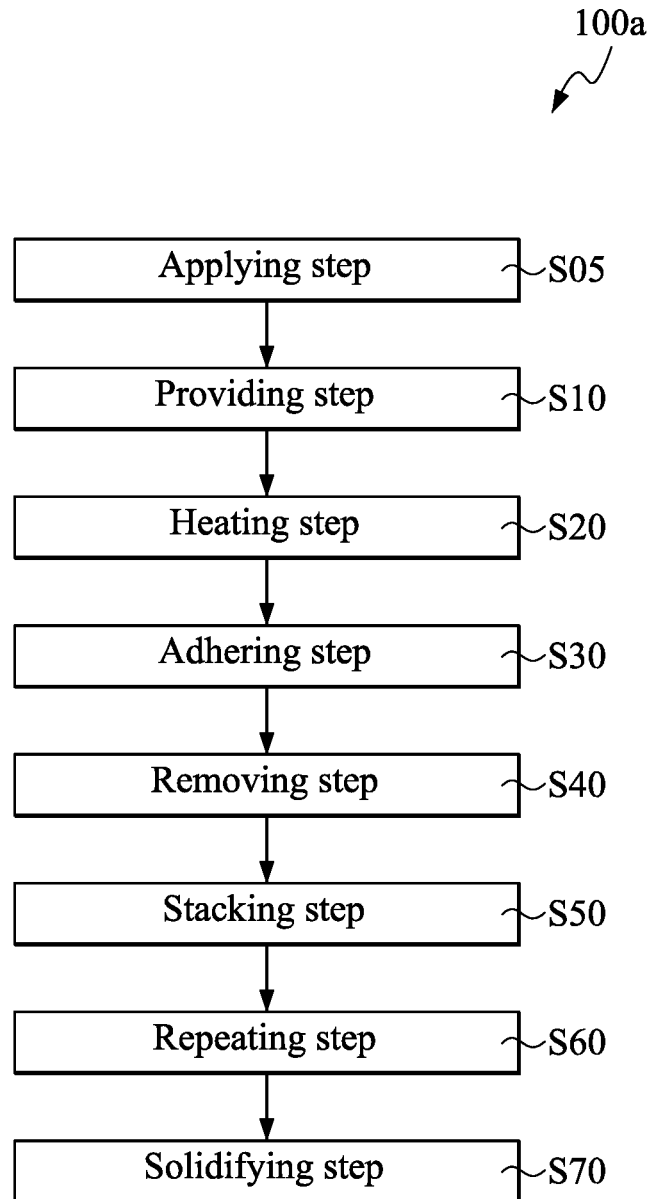 100a
Applying step S05
Providing step S10
Heating step S20
Adhering step S30
Removing step S40
Stacking step S50
Repeating step S60
Solidifying step S70